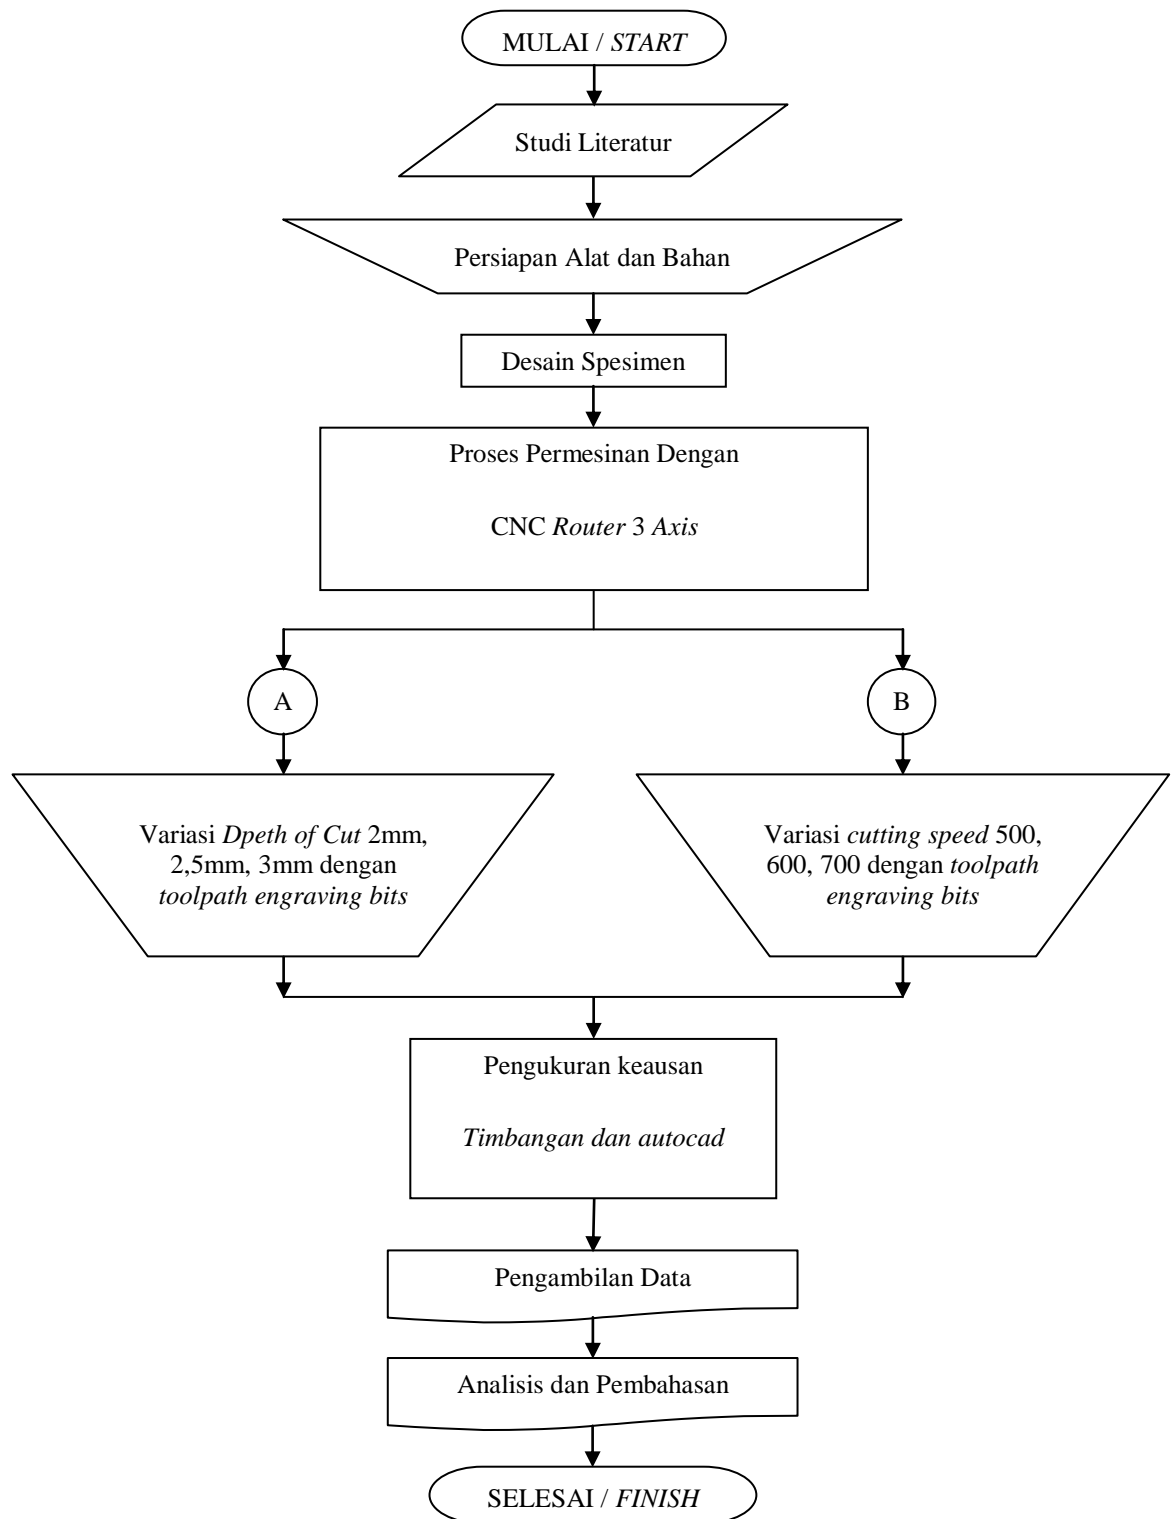 MULAI / START
Studi Literatur
Persiapan Alat dan Bahan
Desain Spesimen
Proses Permesinan Dengan
CNC Router 3 Axis
A
B
Variasi Dpeth of Cut 2mm,
2,5mm, 3mm dengan
toolpath engraving bits
Variasi cutting speed 500,
600, 700 dengan toolpath
engraving bits
Pengukuran keausan
Timbangan dan autocad
Pengambilan Data
Analisis dan Pembahasan
SELESAI / FINISH